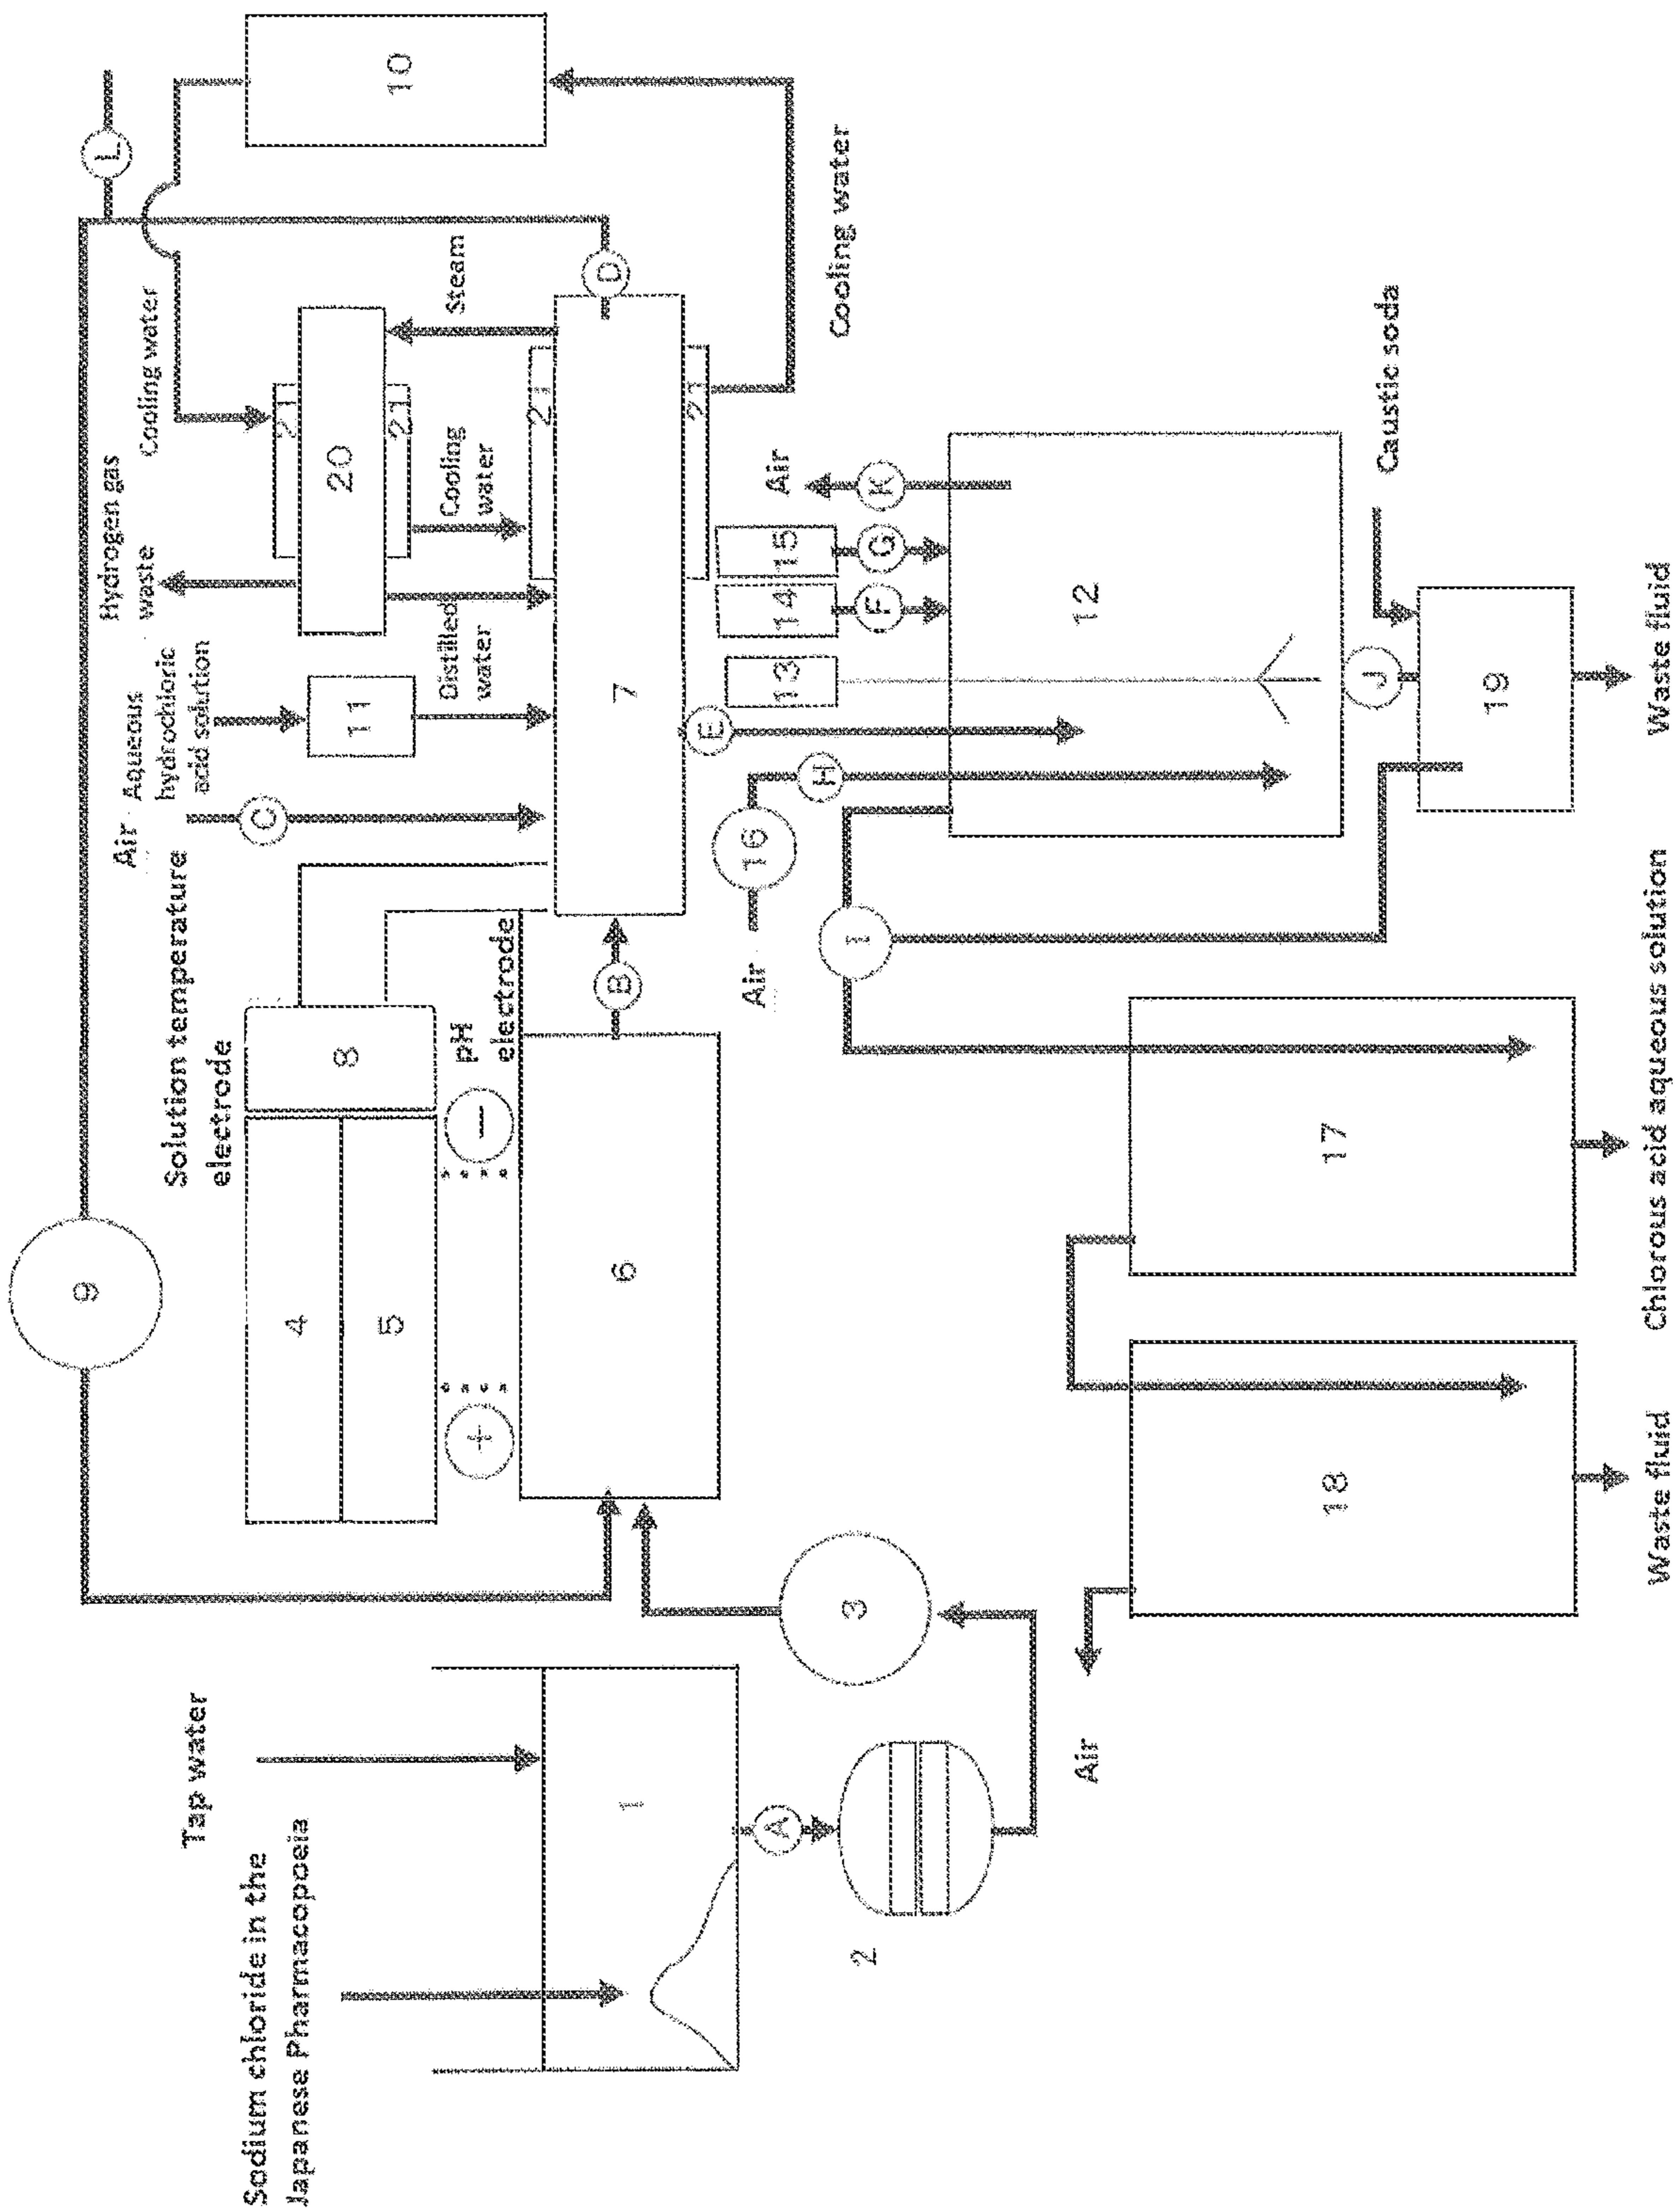 Sodium chloride in the
Japanese Pharmacopoeia
Tap water
1
A
2
3
9
4
5
8
+
−
6
Solution temperature
electrode
pH
electrode
B
Air
C
Aqueous
hydrochloric
acid solution
11
Hydrogen gas
waste
Distilled
water
20
21
21
Cooling water
Cooling
water
Steam
L
10
7
21
21
D
Cooling water
Air
16
H
E
13
14
15
F
G
K
Air
12
I
J
Caustic soda
19
Waste fluid
17
Chlorous acid aqueous solution
18
Air
Waste fluid